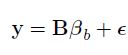 y = Bβ_b + ϵ